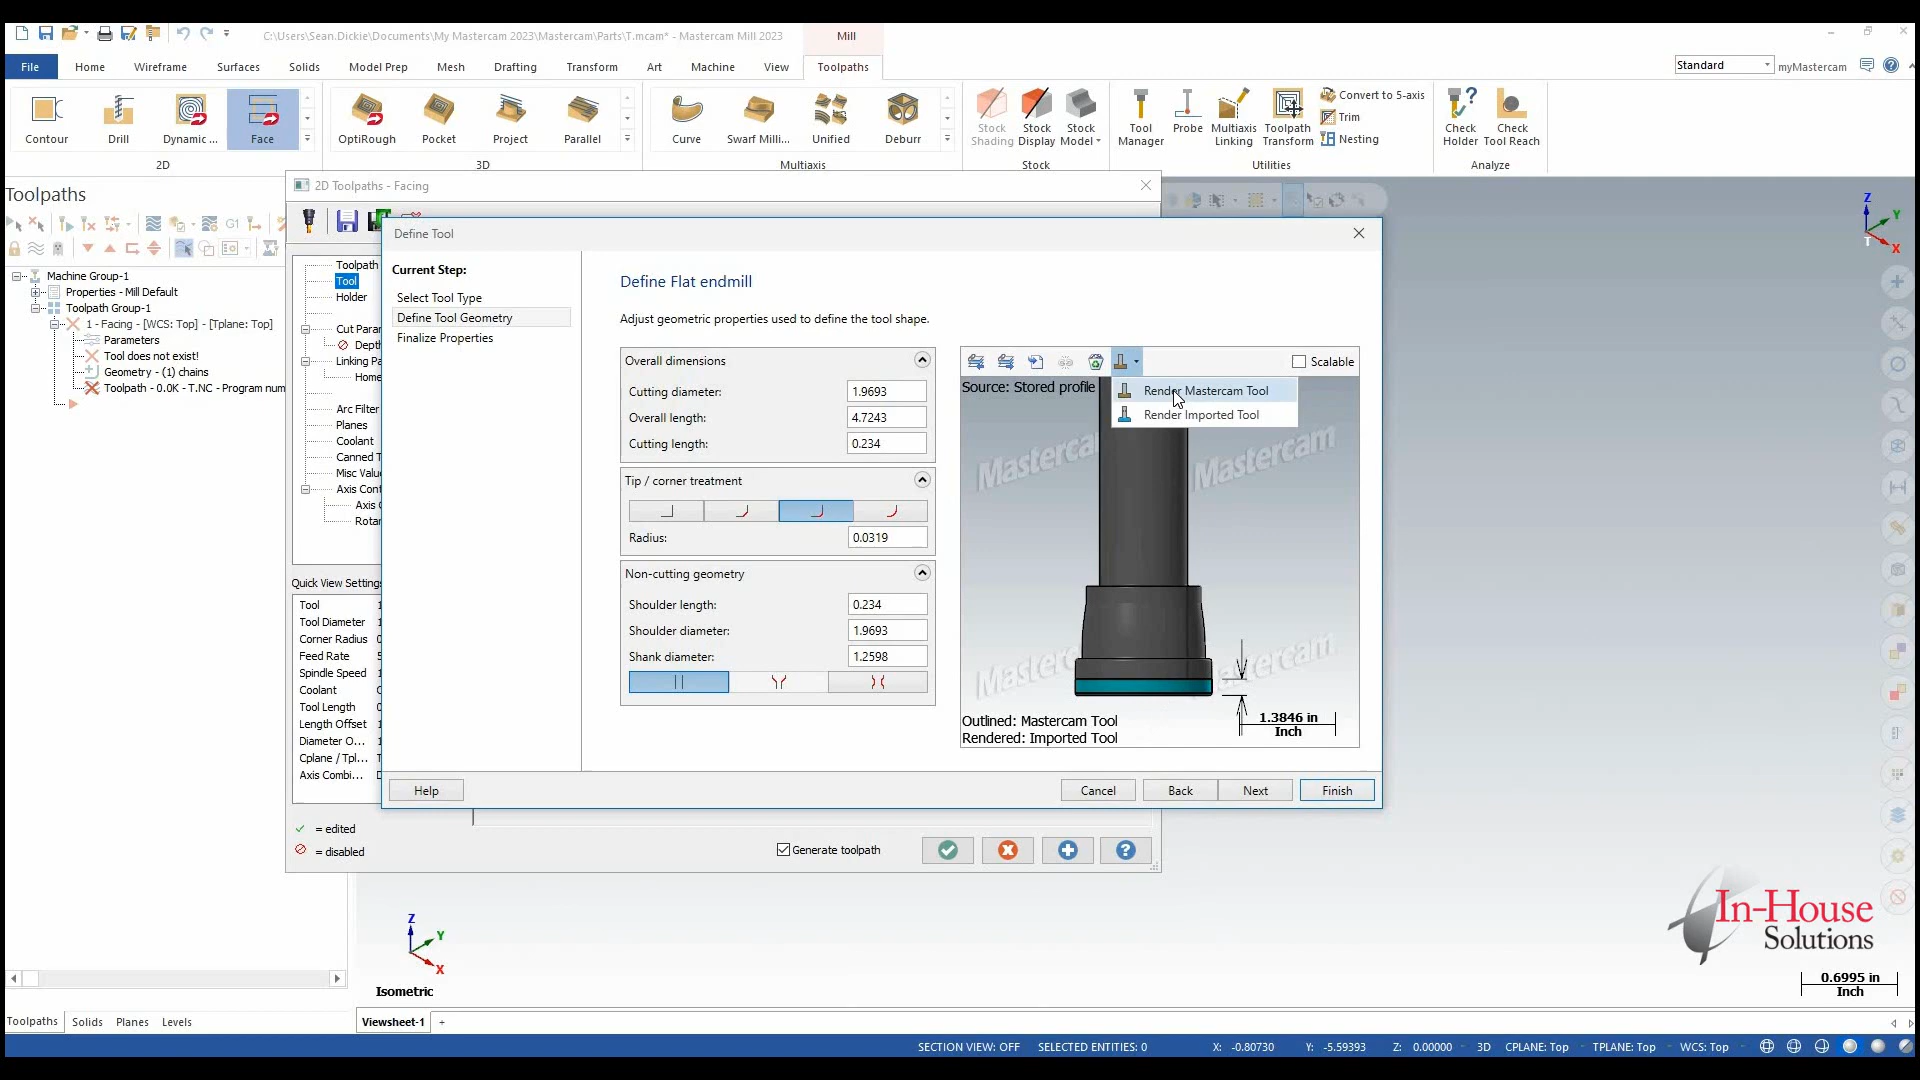 C:\Users\Sean.Dickie\Documents\My Mastercam 2023\Mastercam\Parts\T.mcam* - Mastercam Mill 2023
Mill
File
Home
Wireframe
Surfaces
Solids
Model Prep
Mesh
Drafting
Transform
Art
Machine
View
Toolpaths
Standard
myMastercam
Contour
Drill
Dynamic ...
Face
OptiRough
Pocket
Project
Parallel
Curve
Swarf Milli...
Unified
Deburr
Stock Shading
Stock Display
Stock Model
Tool Manager
Probe
Multiaxis Linking
Toolpath Transform
Convert to 5-axis
Trim
Nesting
Check Holder
Check Tool Reach
2D
3D
Multiaxis
Stock
Utilities
Analyze
Toolpaths
G1
Machine Group-1
Properties - Mill Default
Toolpath Group-1
1 - Facing - [WCS: Top] - [Tplane: Top]
Parameters
Tool does not exist!
Geometry - (1) chains
Toolpath - 0.0K - T.NC - Program num
2D Toolpaths - Facing
Toolpath
Tool
Holder
Cut Parar
Depth
Linking Pa
Home
Arc Filter
Planes
Coolant
Canned T
Misc Value
Axis Cont
Axis C
Rotar
Quick View Settings
Tool
Tool Diameter
Corner Radius
Feed Rate
Spindle Speed
Coolant
Tool Length
Length Offset
Diameter O...
Cplane / Tpl...
Axis Combi...
= edited
= disabled
Generate toolpath
Define Tool
Current Step:
Select Tool Type
Define Tool Geometry
Finalize Properties
Define Flat endmill
Adjust geometric properties used to define the tool shape.
Overall dimensions
Cutting diameter: 1.9693
Overall length: 4.7243
Cutting length: 0.234
Tip / corner treatment
Radius: 0.0319
Non-cutting geometry
Shoulder length: 0.234
Shoulder diameter: 1.9693
Shank diameter: 1.2598
Scalable
Source: Stored profile
Render Mastercam Tool
Render Imported Tool
Mastercam
Mastercam
Outlined: Mastercam Tool
Rendered: Imported Tool
1.3846 in
Inch
Help
Cancel
Back
Next
Finish
Z
Y
X
T
Z
Y
X
Isometric
In-House
Solutions
0.6995 in
Inch
Toolpaths
Solids
Planes
Levels
Viewsheet-1
+
SECTION VIEW: OFF
SELECTED ENTITIES: 0
X: -0.80730
Y: -5.59393
Z: 0.00000
3D
CPLANE: Top
TPLANE: Top
WCS: Top